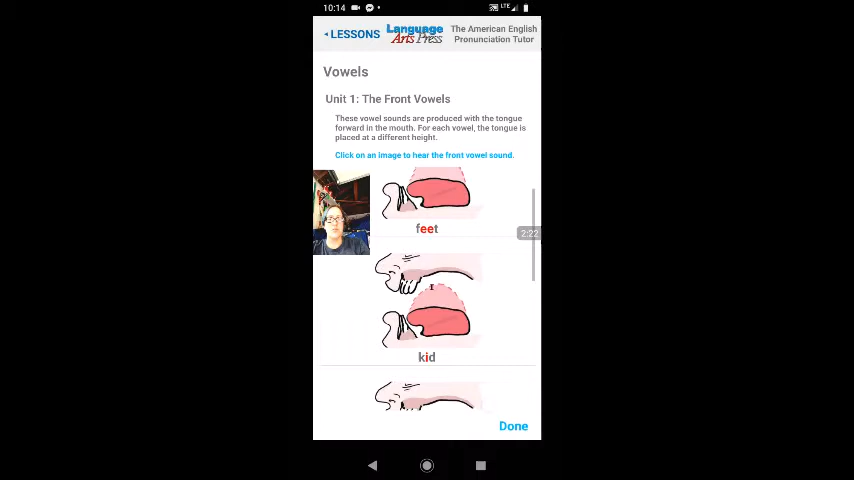 10:14
LTE
LESSONS
Language
Arts Press
The American English
Pronunciation Tutor
Vowels
Unit 1: The Front Vowels
These vowel sounds are produced with the tongue
forward in the mouth. For each vowel, the tongue is
placed at a different height.
Click on an image to hear the front vowel sound.
feet
2:22
I
kid
Done